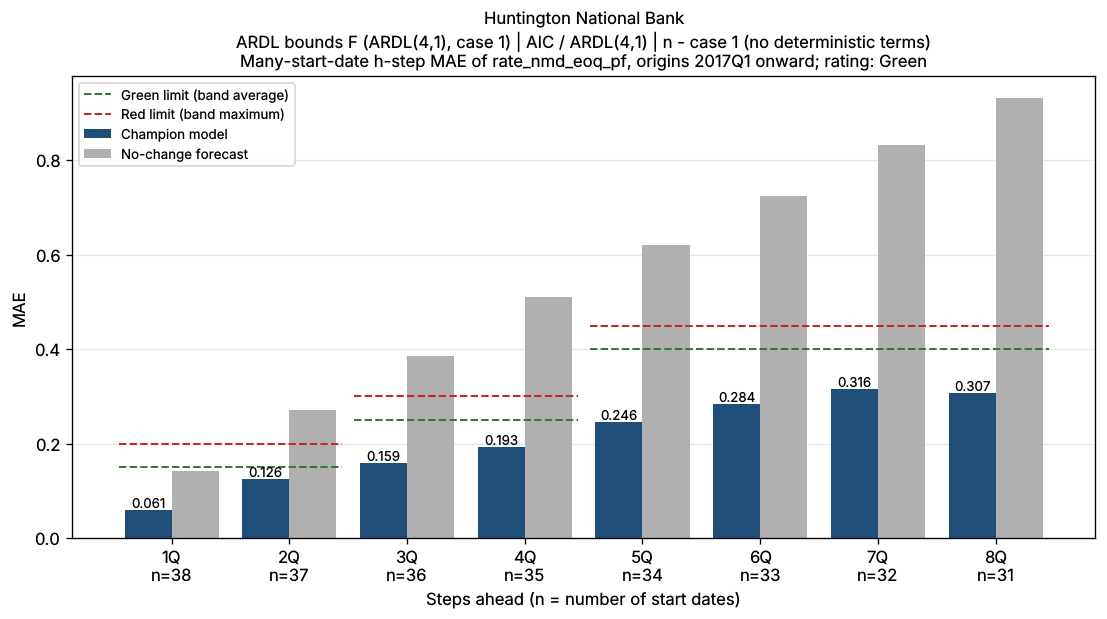 Huntington National Bank
ARDL bounds F (ARDL(4,1), case 1) | AIC / ARDL(4,1) | n - case 1 (no deterministic terms)
Many-start-date h-step MAE of rate_nmd_eoq_pf, origins 2017Q1 onward; rating: Green
Green limit (band average)
Red limit (band maximum)
Champion model
No-change forecast
MAE
0.8
0.6
0.4
0.2
0.0
0.061
0.126
0.159
0.193
0.246
0.284
0.316
0.307
1Q 2Q 3Q 4Q 5Q 6Q 7Q 8Q
n=38 n=37 n=36 n=35 n=34 n=33 n=32 n=31
Steps ahead (n = number of start dates)